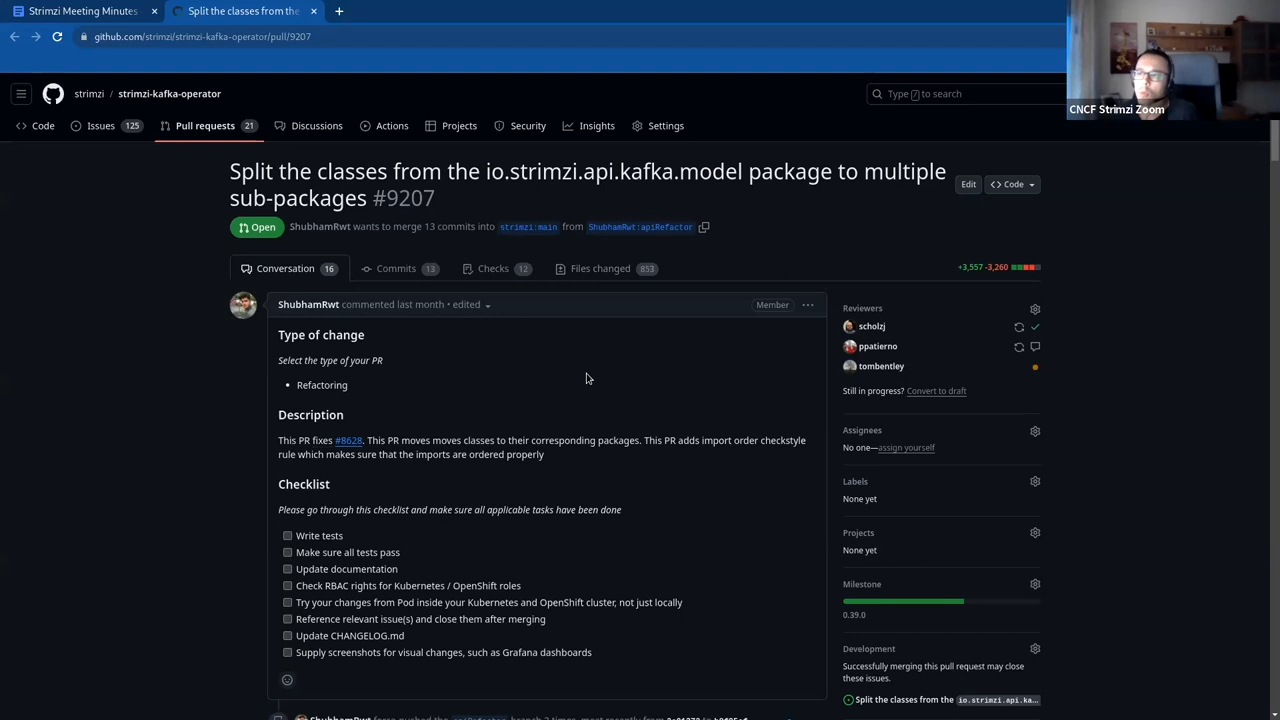 Strimzi Meeting Minutes
Split the classes from the
github.com/strimzi/strimzi-kafka-operator/pull/9207
CNCF Strimzi Zoom
strimzi / strimzi-kafka-operator
Type / to search
Code
Issues 125
Pull requests 21
Discussions
Actions
Projects
Security
Insights
Settings
Split the classes from the io.strimzi.api.kafka.model package to multiple
sub-packages #9207
Edit
<> Code
Open
ShubhamRwt wants to merge 13 commits into strimzi:main from ShubhamRwt:apiRefactor
Conversation 16
Commits 13
Checks 12
Files changed 853
+3,557 -3,260
ShubhamRwt commented last month • edited
Member
Type of change
Select the type of your PR
• Refactoring
Description
This PR fixes #8628. This PR moves moves classes to their corresponding packages. This PR adds import order checkstyle
rule which makes sure that the imports are ordered properly
Checklist
Please go through this checklist and make sure all applicable tasks have been done
Write tests
Make sure all tests pass
Update documentation
Check RBAC rights for Kubernetes / OpenShift roles
Try your changes from Pod inside your Kubernetes and OpenShift cluster, not just locally
Reference relevant issue(s) and close them after merging
Update CHANGELOG.md
Supply screenshots for visual changes, such as Grafana dashboards
Reviewers
scholzj
ppatierno
tombentley
Still in progress? Convert to draft
Assignees
No one—assign yourself
Labels
None yet
Projects
None yet
Milestone
0.39.0
Development
Successfully merging this pull request may close
these issues.
Split the classes from the io.strimzi.api.ka...